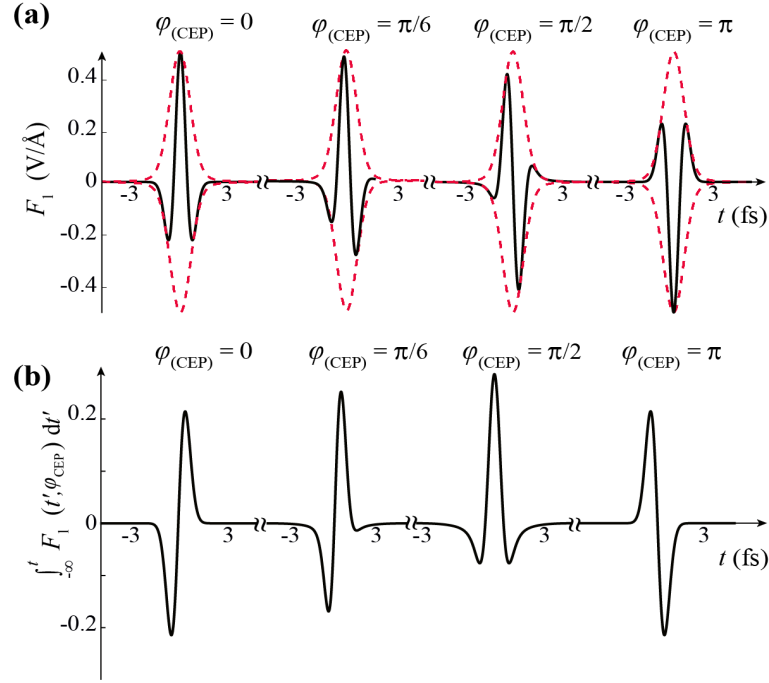 (a)
φ(CEP) = 0 φ(CEP) = π/6 φ(CEP) = π/2 φ(CEP) = π
F₁ (V/Å)
0.4
0.2
0
-0.2
-0.4
-3 3 -3 3 -3 3 -3 3
t (fs)
(b)
φ(CEP) = 0 φ(CEP) = π/6 φ(CEP) = π/2 φ(CEP) = π
∫-∞^t F₁ (t′,φCEP) dt′
0.2
0
-0.2
-3 3 -3 3 -3 3 -3 3
t (fs)